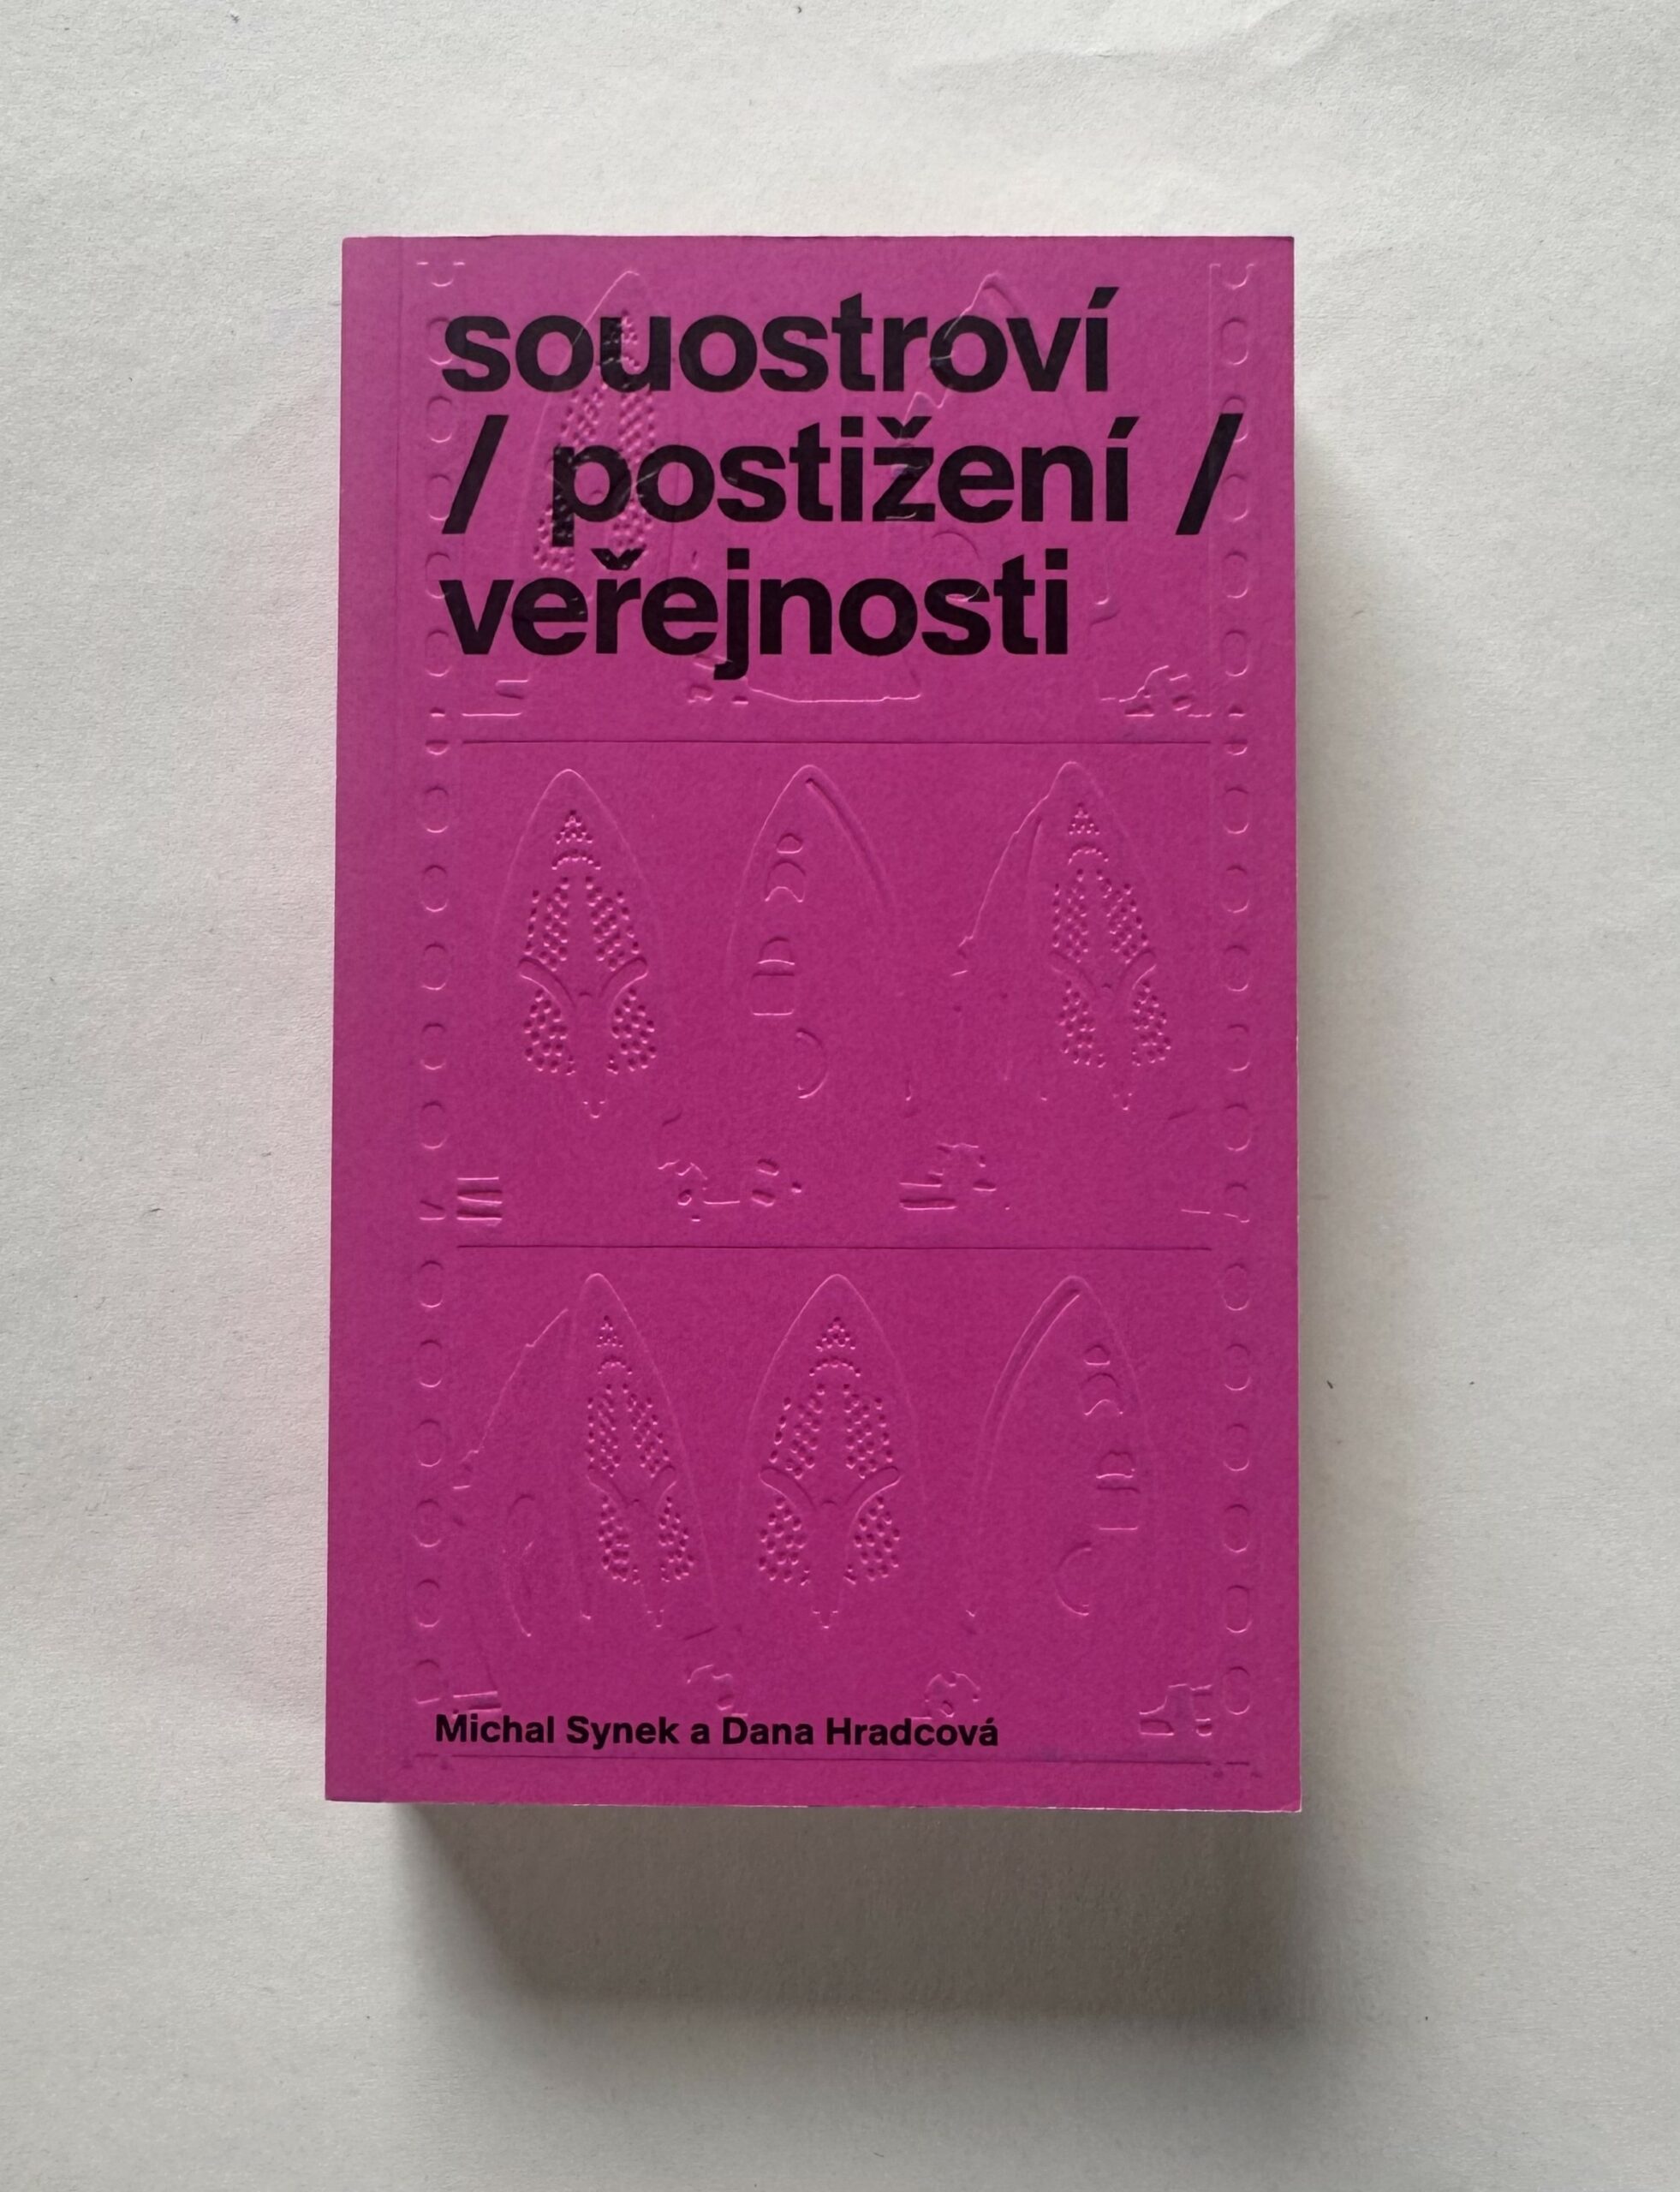 souostroví
/ postižení /
veřejnosti
Michal Synek a Dana Hradcová